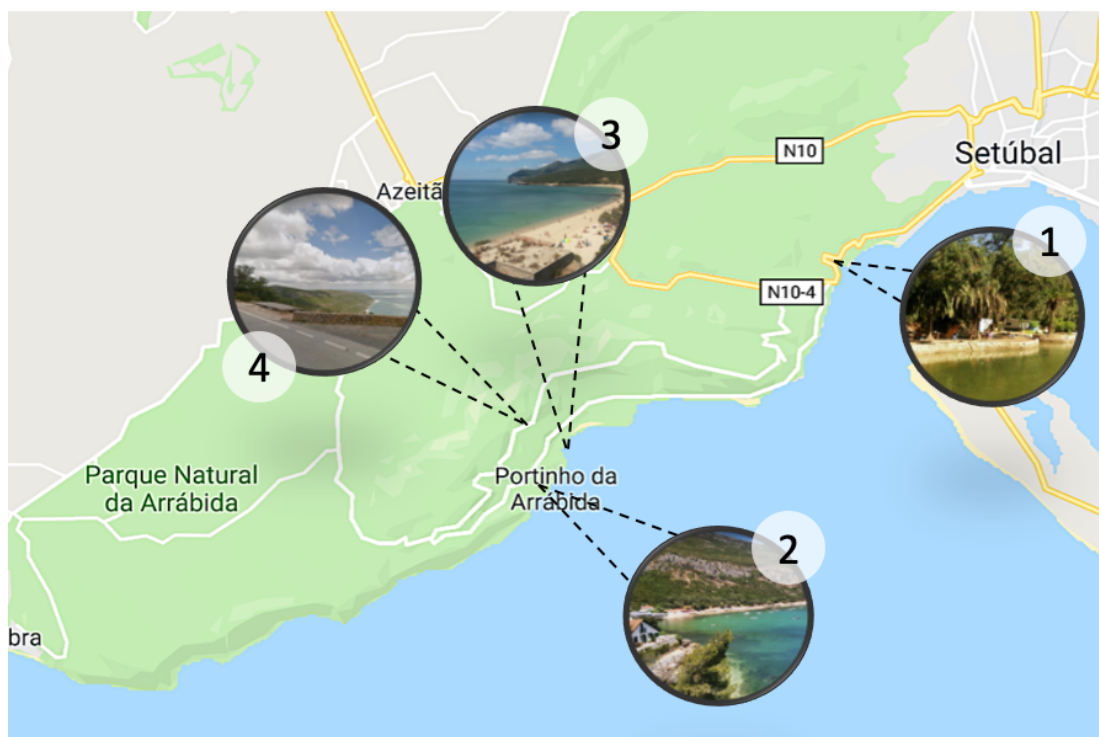 3
N10
Setúbal
Azeitã
1
N10-4
4
Parque Natural
da Arrábida
Portinho da
Arrábida
2
bra